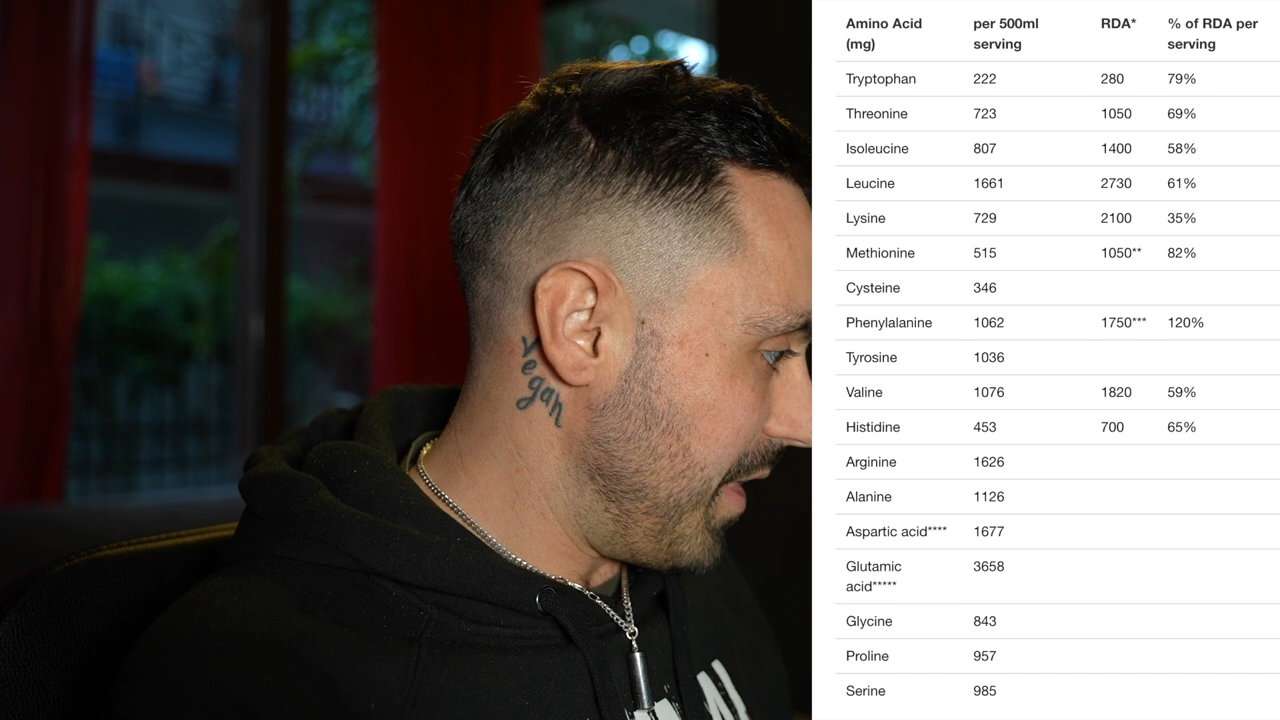 vegan
Amino Acid (mg) per 500ml serving RDA* % of RDA per serving
Tryptophan 222 280 79%
Threonine 723 1050 69%
Isoleucine 807 1400 58%
Leucine 1661 2730 61%
Lysine 729 2100 35%
Methionine 515 1050** 82%
Cysteine 346
Phenylalanine 1062 1750*** 120%
Tyrosine 1036
Valine 1076 1820 59%
Histidine 453 700 65%
Arginine 1626
Alanine 1126
Aspartic acid**** 1677
Glutamic acid***** 3658
Glycine 843
Proline 957
Serine 985